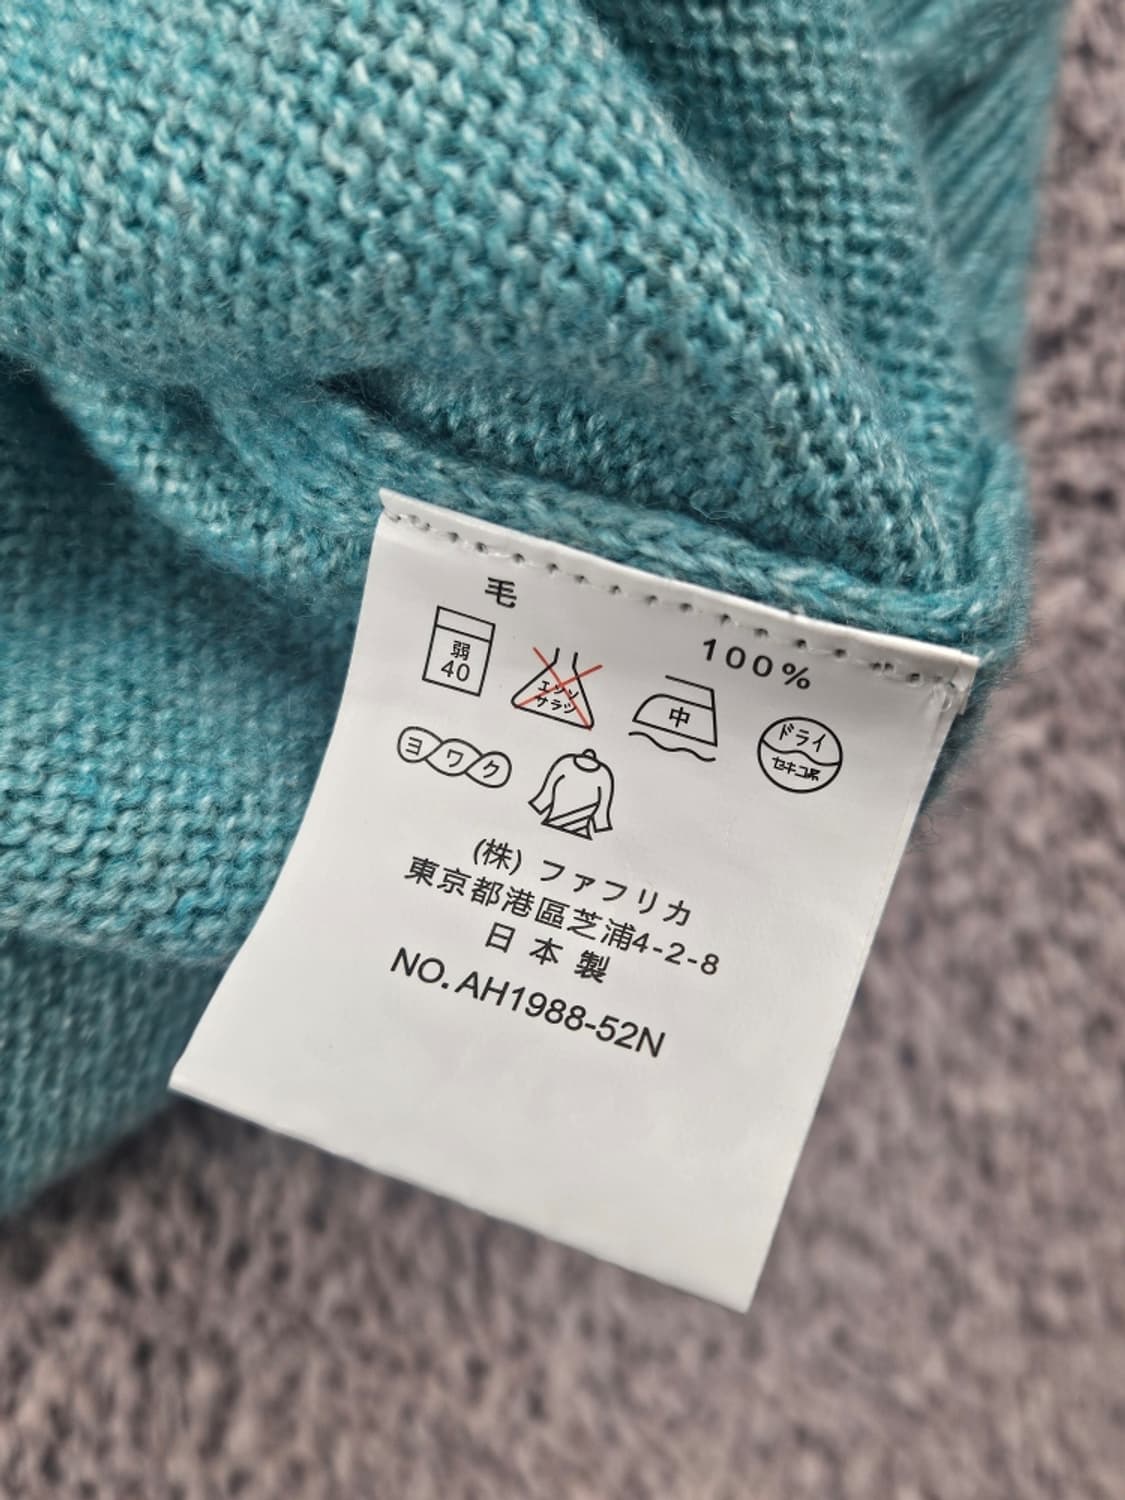 毛
100%
弱
40
エンソ
サラシ
中
ドライ
セキユ系
ヨワク
(株) ファフリカ
東京都港區芝浦4-2-8
日本製
NO.AH1988-52N